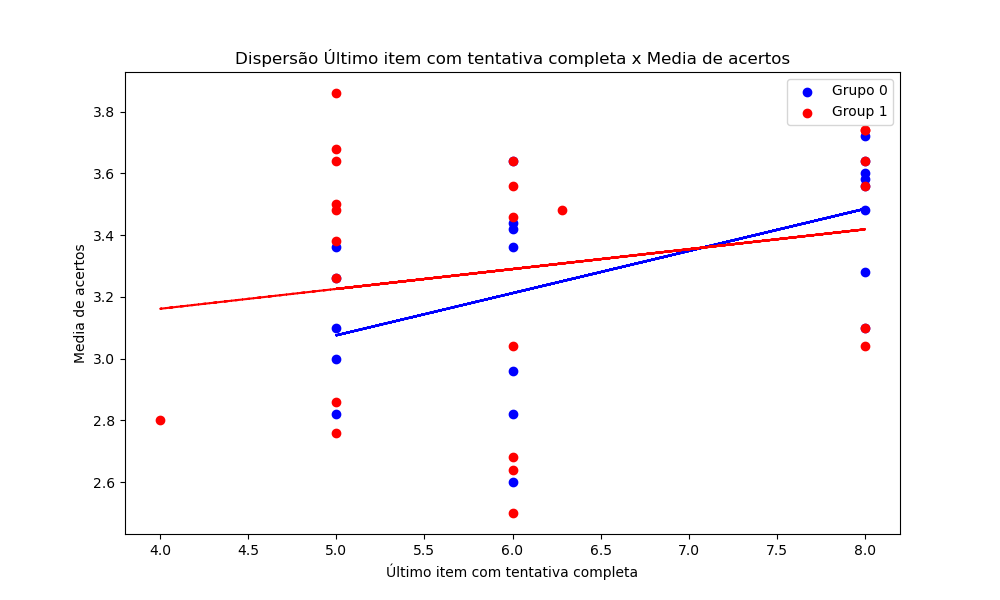 Dispersão Último item com tentativa completa x Media de acertos
Grupo 0
Group 1
Media de acertos
3.8
3.6
3.4
3.2
3.0
2.8
2.6
4.0 4.5 5.0 5.5 6.0 6.5 7.0 7.5 8.0
Último item com tentativa completa